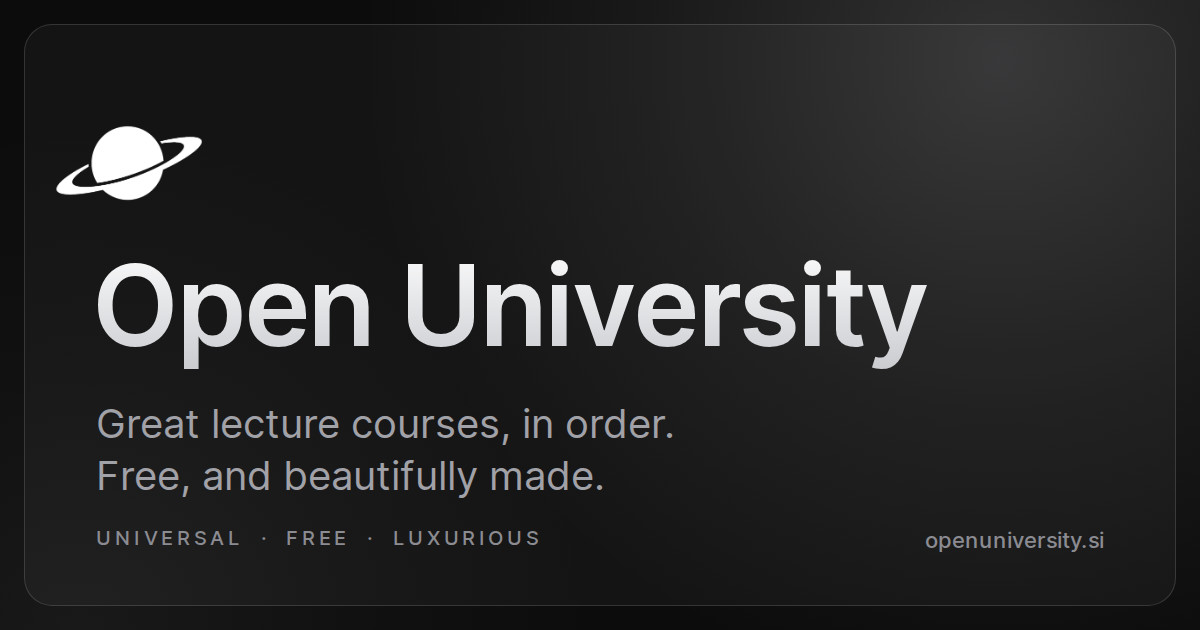 Open University
Great lecture courses, in order.
Free, and beautifully made.
UNIVERSAL · FREE · LUXURIOUS
openuniversity.si